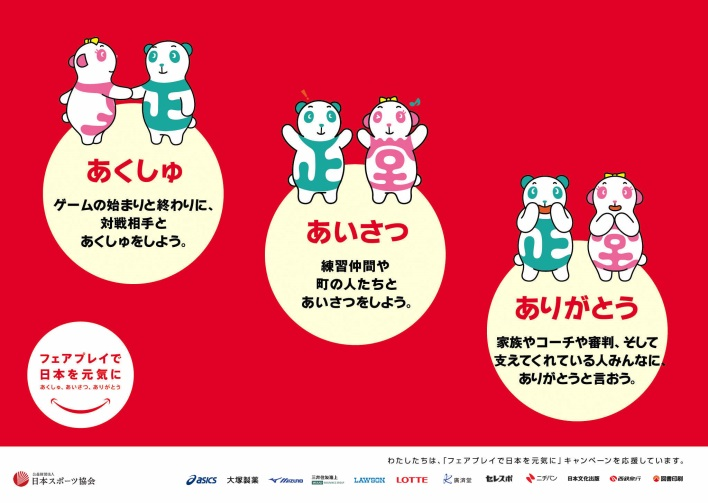 正
あくしゅ
ゲームの始まりと終わりに、
対戦相手と
あくしゅをしよう。
正
堂
あいさつ
練習仲間や
町の人たちと
あいさつをしよう。
正
堂
ありがとう
家族やコーチや審判、そして
支えてくれている人みんなに、
ありがとうと言おう。
フェアプレイで
日本を元気に
あくしゅ、あいさつ、ありがとう
わたしたちは、「フェアプレイで日本を元気に」キャンペーンを応援しています。
公益財団法人
日本スポーツ協会
asics
大塚製薬
MIZUNO
三井住友海上
LAWSON
LOTTE
廣済堂
セレスポ
ニチバン
日本文化出版
西鉄旅行
図書印刷